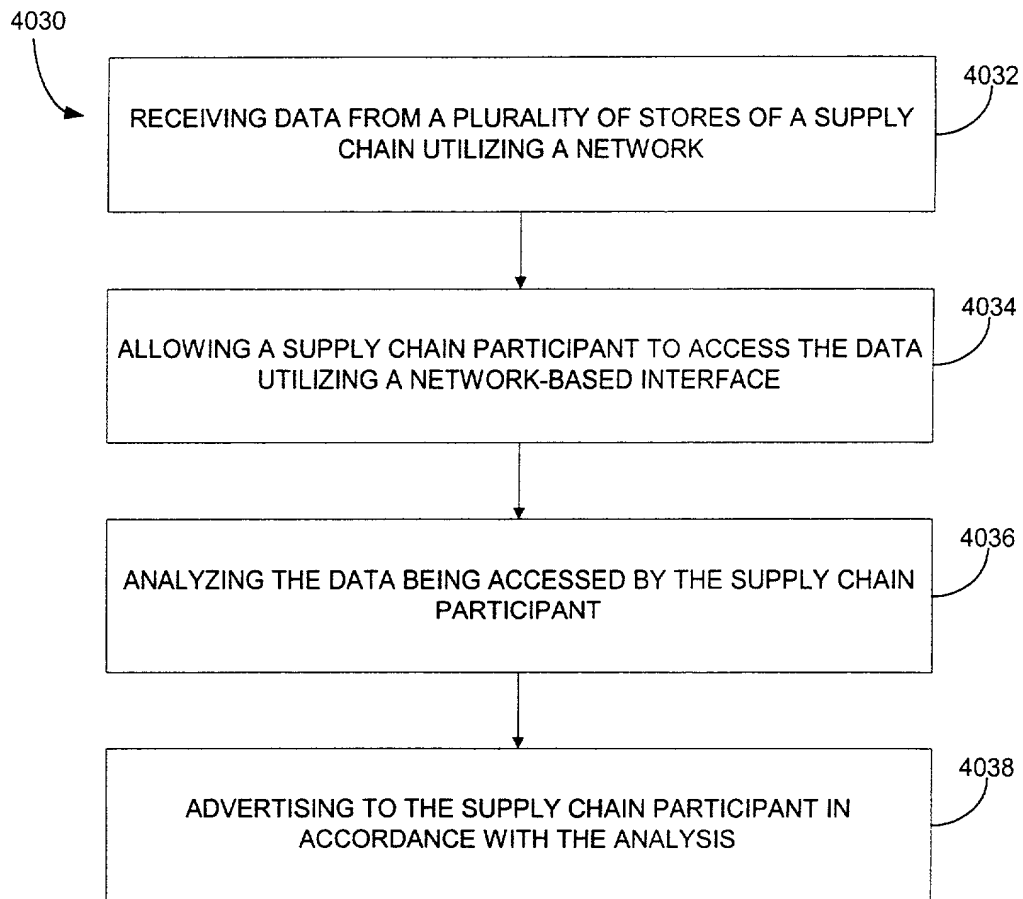 4030
4032
RECEIVING DATA FROM A PLURALITY OF STORES OF A SUPPLY
CHAIN UTILIZING A NETWORK
4034
ALLOWING A SUPPLY CHAIN PARTICIPANT TO ACCESS THE DATA
UTILIZING A NETWORK-BASED INTERFACE
4036
ANALYZING THE DATA BEING ACCESSED BY THE SUPPLY CHAIN
PARTICIPANT
4038
ADVERTISING TO THE SUPPLY CHAIN PARTICIPANT IN
ACCORDANCE WITH THE ANALYSIS